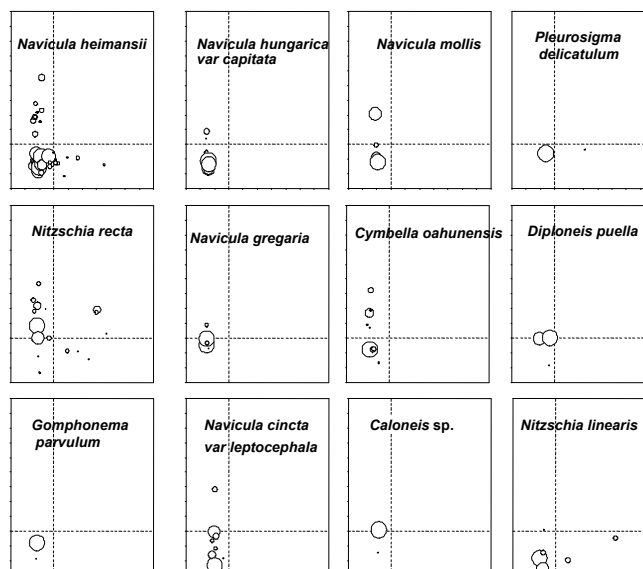 Navicula heimansii
Navicula hungarica
var capitata
Navicula mollis
Pleurosigma
delicatulum
Nitzschia recta
Navicula gregaria
Cymbella oahunensis
Diploneis puella
Gomphonema
parvulum
Navicula cincta
var leptocephala
Caloneis sp.
Nitzschia linearis